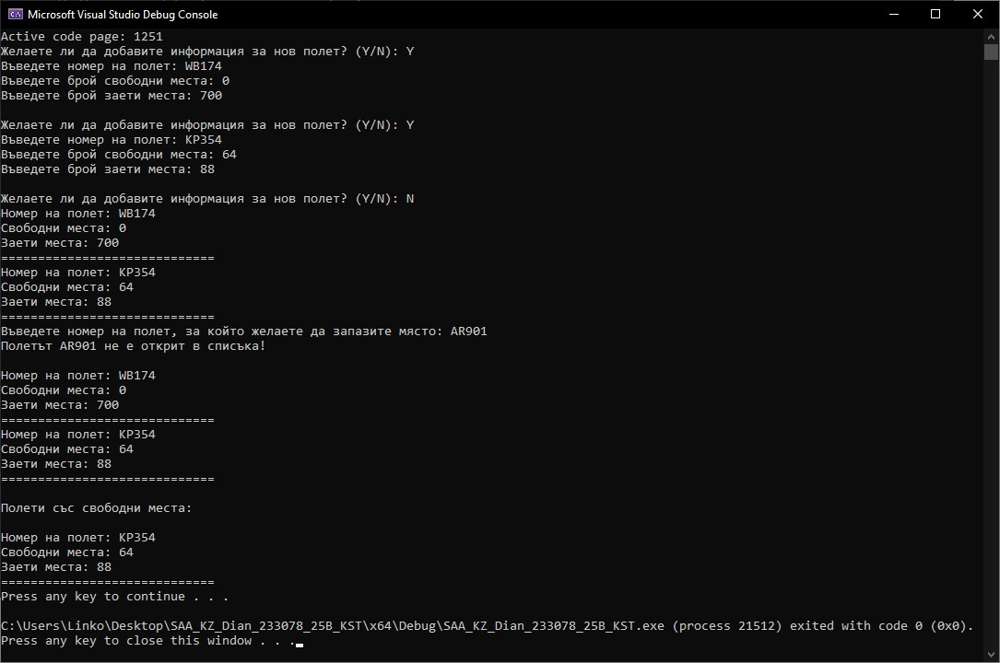 Microsoft Visual Studio Debug Console
Active code page: 1251
Желаете ли да добавите информация за нов полет? (Y/N): Y
Въведете номер на полет: WB174
Въведете брой свободни места: 0
Въведете брой заети места: 700
Желаете ли да добавите информация за нов полет? (Y/N): Y
Въведете номер на полет: KP354
Въведете брой свободни места: 64
Въведете брой заети места: 88
Желаете ли да добавите информация за нов полет? (Y/N): N
Номер на полет: WB174
Свободни места: 0
Заети места: 700
=============================
Номер на полет: KP354
Свободни места: 64
Заети места: 88
=============================
Въведете номер на полет, за който желаете да запазите място: AR901
Полетът AR901 не е открит в списъка!
Номер на полет: WB174
Свободни места: 0
Заети места: 700
=============================
Номер на полет: KP354
Свободни места: 64
Заети места: 88
=============================
Полети със свободни места:
Номер на полет: KP354
Свободни места: 64
Заети места: 88
=============================
Press any key to continue . . .
C:\Users\Linko\Desktop\SAA_KZ_Dian_233078_25B_KST\x64\Debug\SAA_KZ_Dian_233078_25B_KST.exe (process 21512) exited with code 0 (0x0).
Press any key to close this window . . .